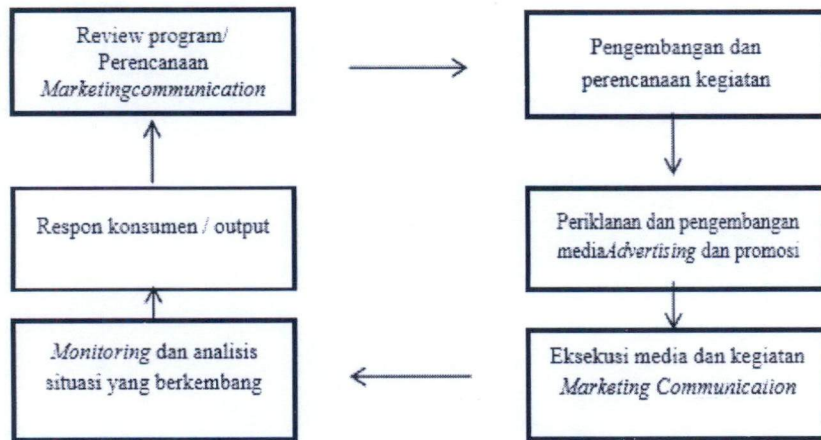 Review program/
Perencanaan
Marketingcommunication
Pengembangan dan
perencanaan kegiatan
Periklanan dan pengembangan
mediaAdvertising dan promosi
Eksekusi media dan kegiatan
Marketing Communication
Monitoring dan analisis
situasi yang berkembang
Respon konsumen / output